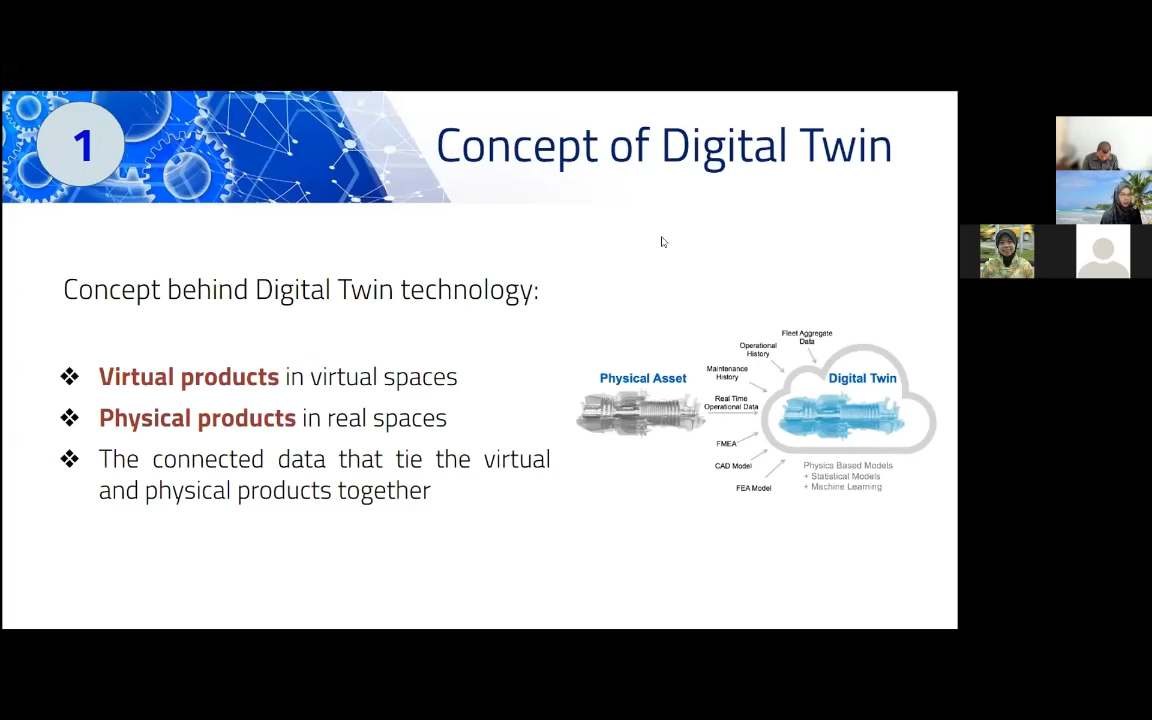 1
Concept of Digital Twin
Concept behind Digital Twin technology:
❖ Virtual products in virtual spaces
❖ Physical products in real spaces
❖ The connected data that tie the virtual
and physical products together
Physical Asset
Fleet Aggregate
Data
Operational
History
Maintenance
History
Real Time
Operational Data
FMEA
CAD Model
FEA Model
Digital Twin
Physics Based Models
+ Statistical Models
+ Machine Learning